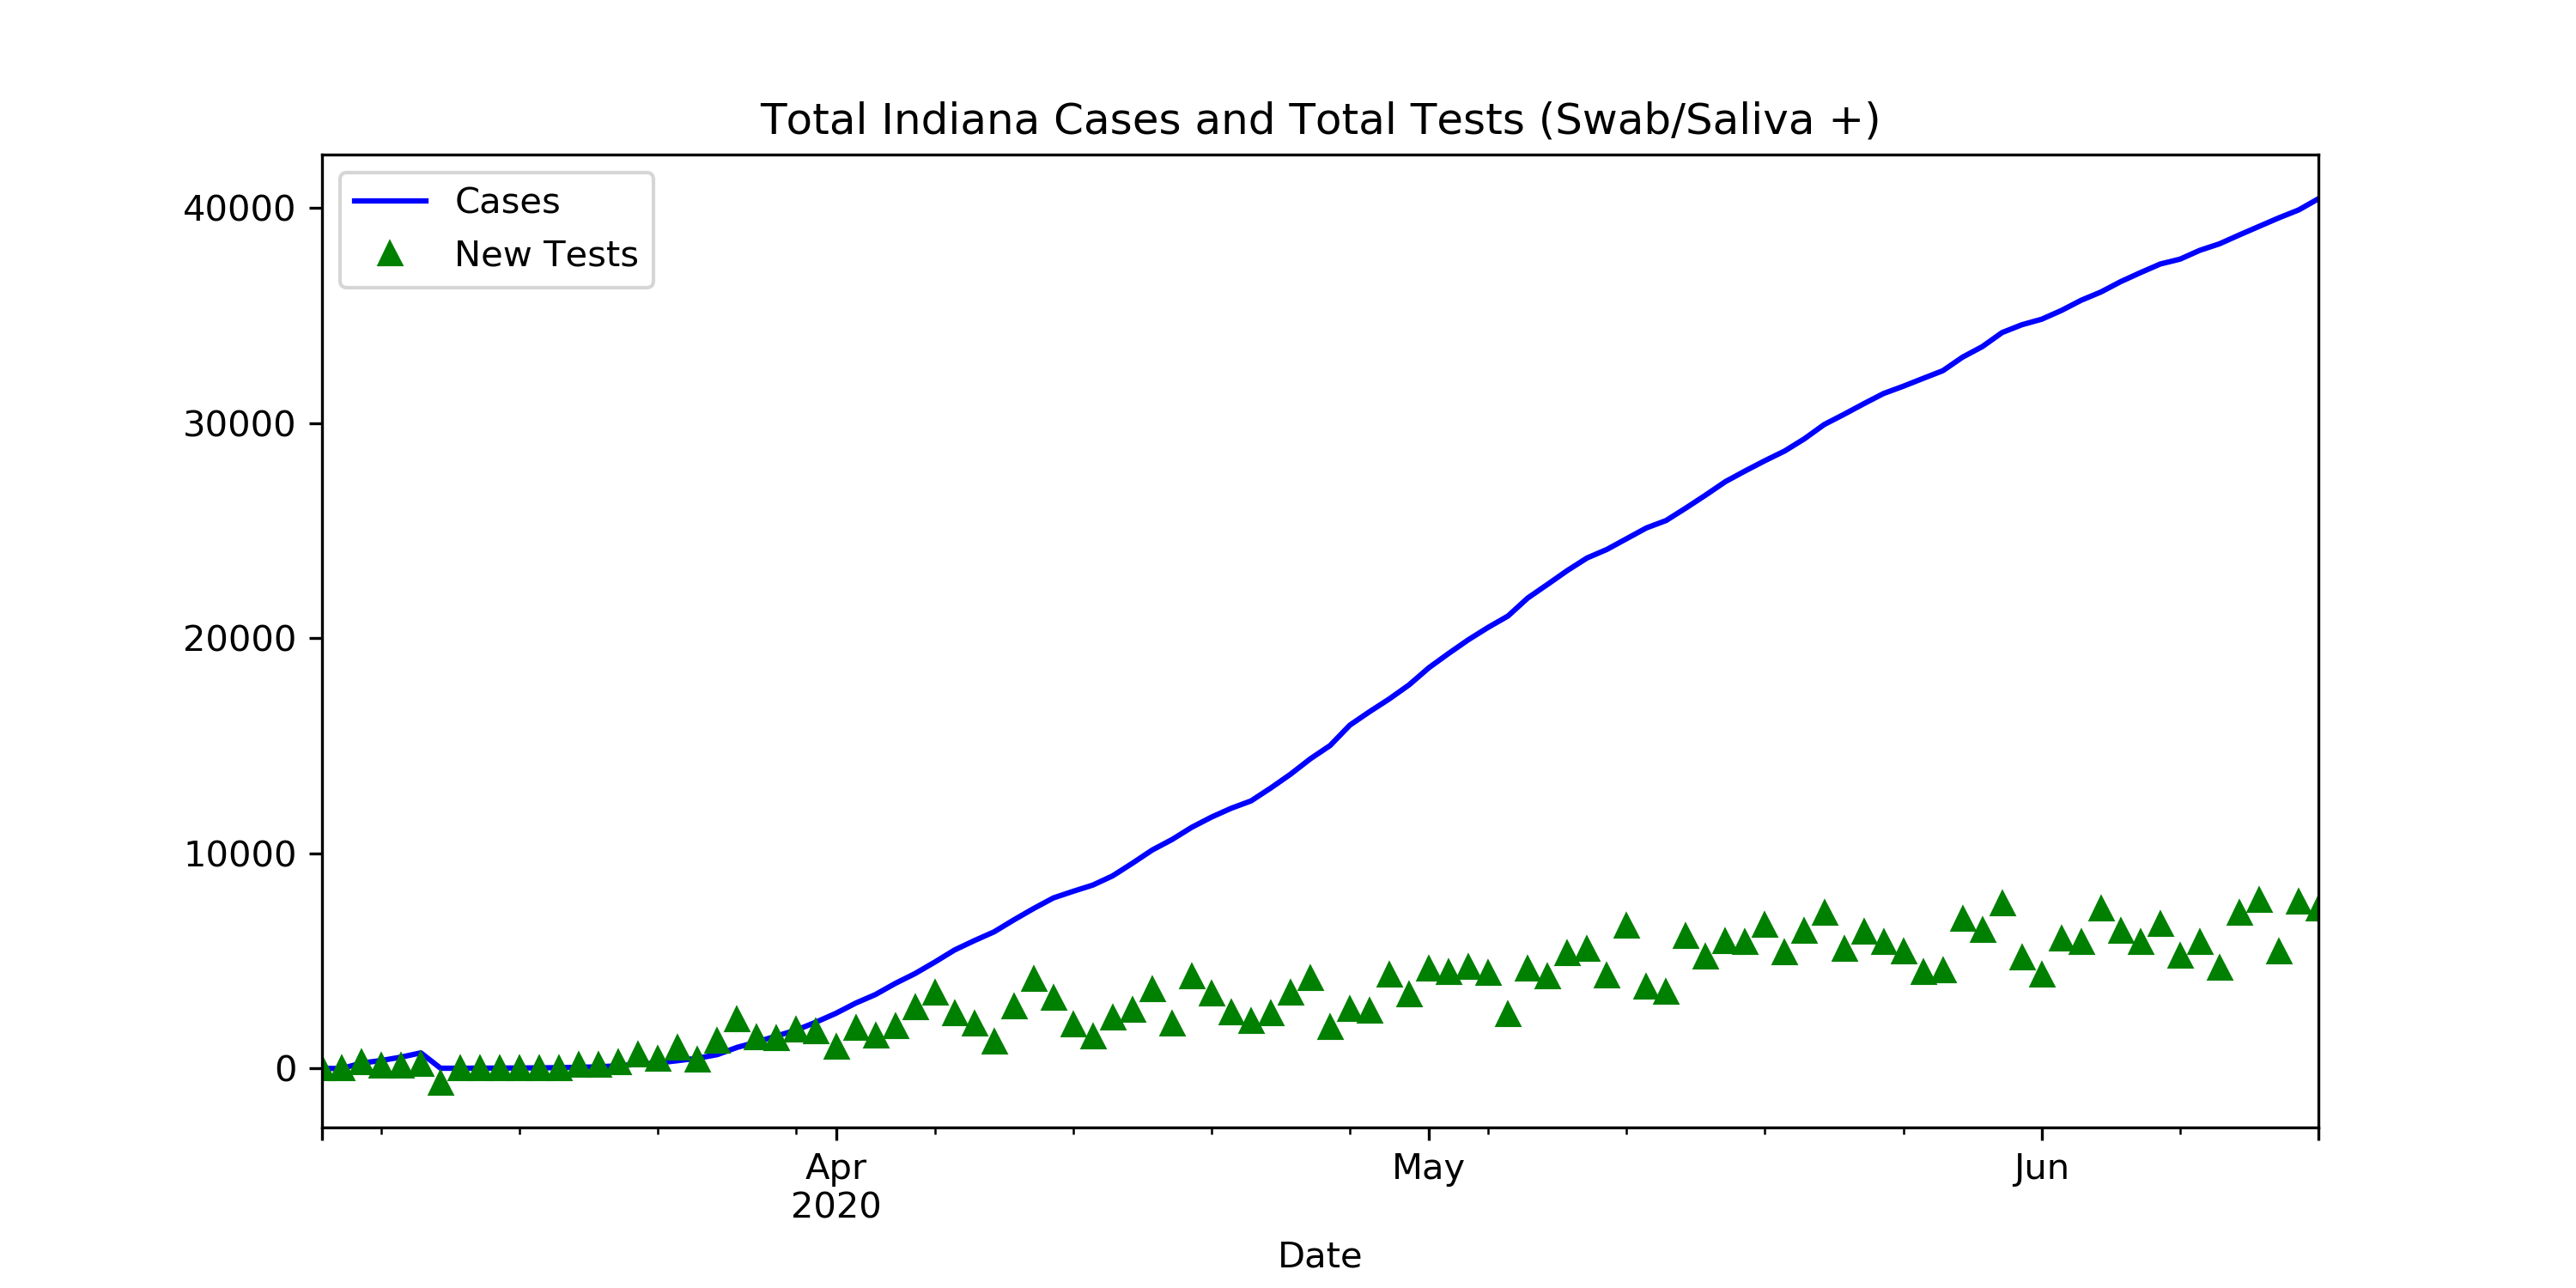 Total Indiana Cases and Total Tests (Swab/Saliva +)
Cases
New Tests
40000
30000
20000
10000
0
Apr
2020
May
Jun
Date